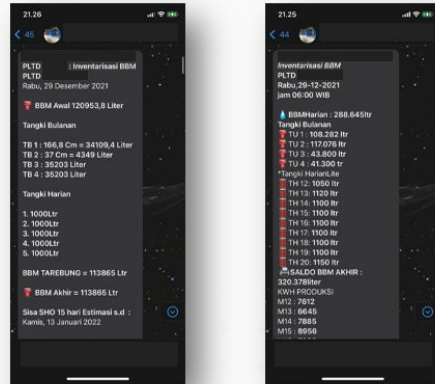 21.26
45
PLTD : Inventarisasi BBM
PLTD
Rabu, 29 Desember 2021
BBM Awal 120953,8 Liter
Tangki Bulanan
TB 1 : 166,8 Cm = 34109,4 Liter
TB 2 : 37 Cm = 4349 Liter
TB 3 : 35203 Liter
TB 4 : 35203 Liter
Tangki Harian
1. 1000Ltr
2. 1000Ltr
3. 1000Ltr
4. 1000Ltr
5. 1000Ltr
BBM TAREBUNG = 113865 Ltr
BBM Akhir = 113865 Ltr
Sisa SHO 15 hari Estimasi s.d :
Kamis, 13 Januari 2022
21.25
44
Inventarisasi BBM
PLTD
Rabu,29-12-2021
jam 06:00 WIB
BBMHarian : 288.645ltr
Tangki Bulanan
TU 1 : 108.282 ltr
TU 2 : 117.076 ltr
TU 3 : 43.800 ltr
TU 4 : 41.300 tr
*Tangki HarianLite
TH 12: 1050 ltr
TH 13: 1120 ltr
TH 14: 1100 ltr
TH 15: 1100 ltr
TH 16: 1100 ltr
TH 17: 1100 ltr
TH 18: 1100 ltr
TH 19: 1100 ltr
TH 20: 1150 ltr
SALDO BBM AKHIR :
320.378liter
KWH PRODUKSI
M12 : 7612
M13 : 6645
M14 : 7885
M15 : 8956